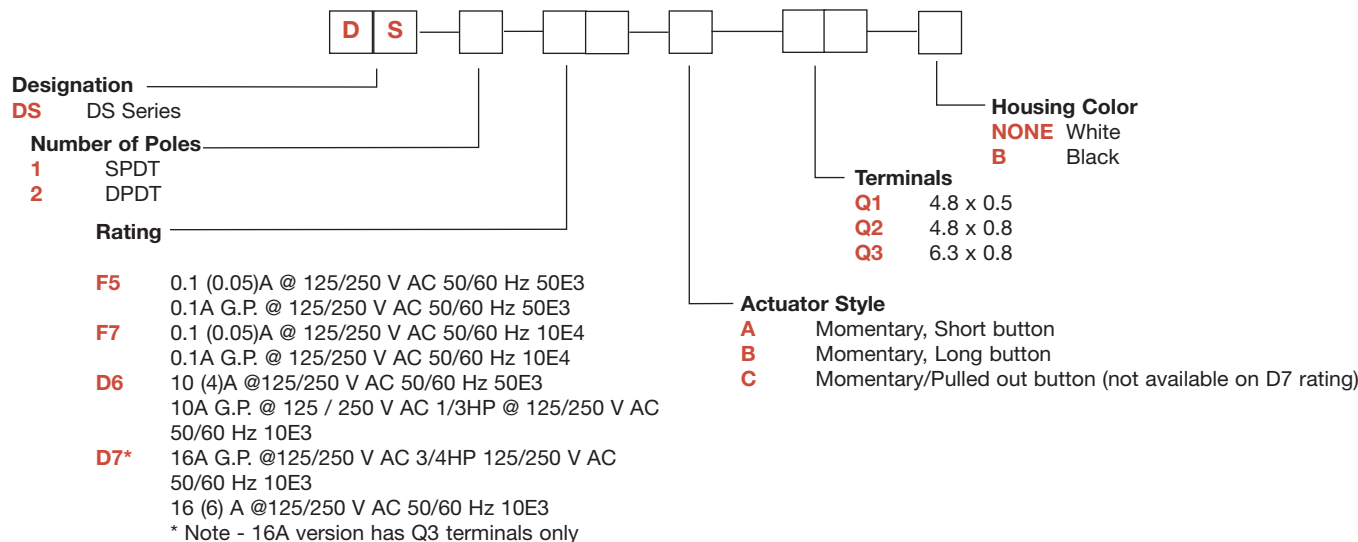 D S
Designation
DS DS Series
Number of Poles
1 SPDT
2 DPDT
Rating
F5 0.1 (0.05)A @ 125/250 V AC 50/60 Hz 50E3
0.1A G.P. @ 125/250 V AC 50/60 Hz 50E3
F7 0.1 (0.05)A @ 125/250 V AC 50/60 Hz 10E4
0.1A G.P. @ 125/250 V AC 50/60 Hz 10E4
D6 10 (4)A @125/250 V AC 50/60 Hz 50E3
10A G.P. @ 125 / 250 V AC 1/3HP @ 125/250 V AC
50/60 Hz 10E3
D7* 16A G.P. @125/250 V AC 3/4HP 125/250 V AC
50/60 Hz 10E3
16 (6) A @125/250 V AC 50/60 Hz 10E3
* Note - 16A version has Q3 terminals only
Actuator Style
A Momentary, Short button
B Momentary, Long button
C Momentary/Pulled out button (not available on D7 rating)
Terminals
Q1 4.8 x 0.5
Q2 4.8 x 0.8
Q3 6.3 x 0.8
Housing Color
NONE White
B Black